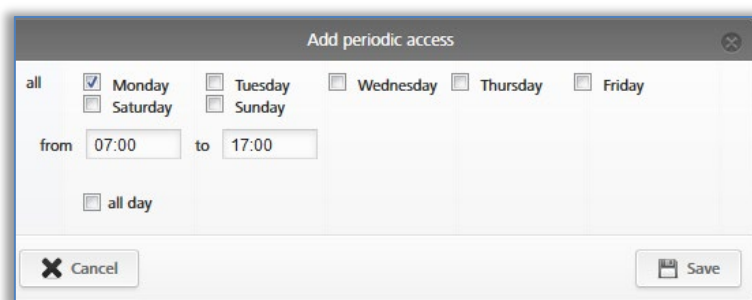 Add periodic access
all Monday Tuesday Wednesday Thursday Friday
Saturday Sunday
from 07:00 to 17:00
all day
Cancel Save